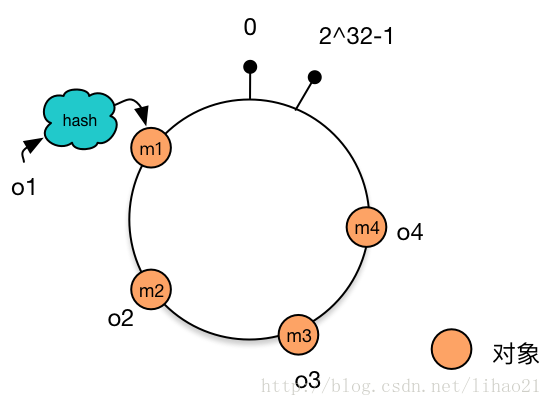 0
2^32-1
hash
m1
o1
m4
o4
m2
o2
m3
o3
对象
http://blog.csdn.net/lihao21